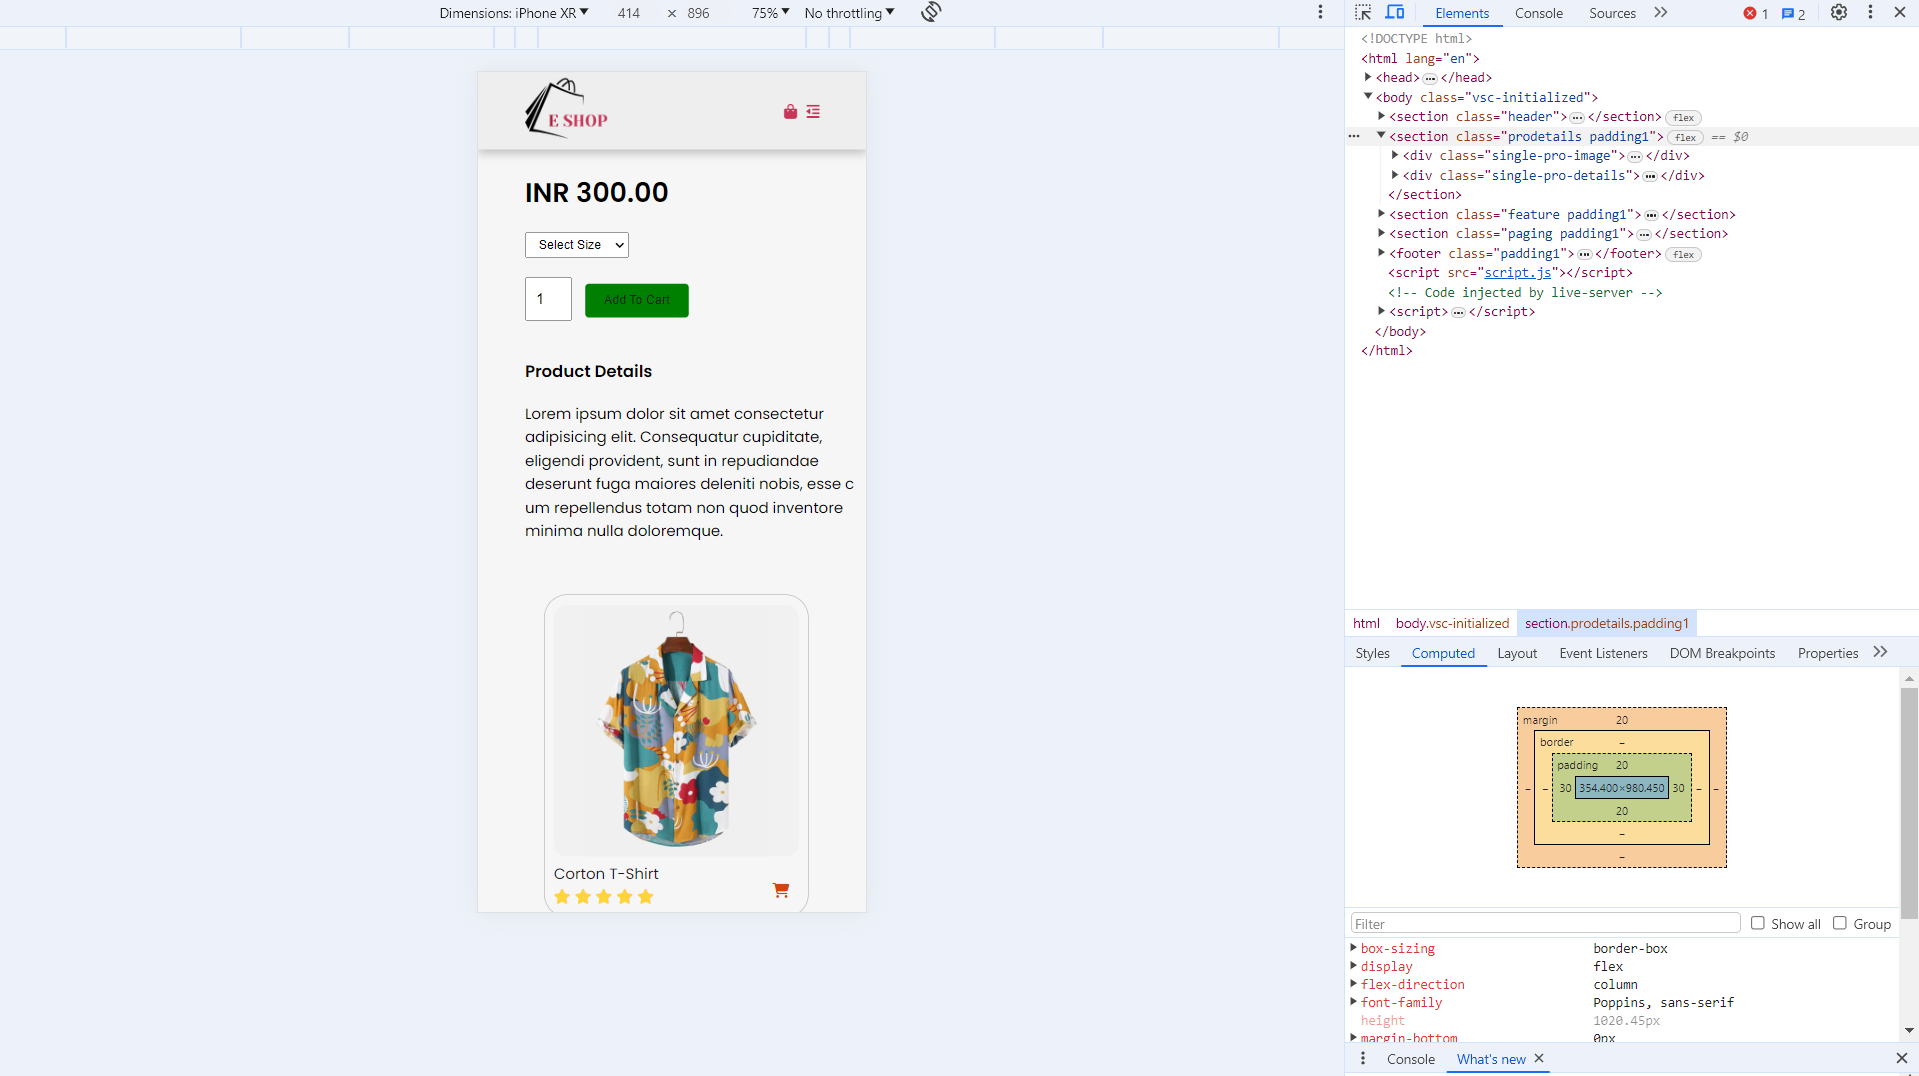 Dimensions: iPhone XR 414 × 896 75% No throttling
E SHOP
INR 300.00
Select Size
1
Add To Cart
Product Details
Lorem ipsum dolor sit amet consectetur
adipisicing elit. Consequatur cupiditate,
eligendi provident, sunt in repudiandae
deserunt fuga maiores deleniti nobis, esse c
um repellendus totam non quod inventore
minima nulla doloremque.
Corton T-Shirt
Elements Console Sources 1 2
<!DOCTYPE html>
<html lang="en">
<head>…</head>
<body class="vsc-initialized">
<section class="header">…</section> flex
… <section class="prodetails padding1"> flex == $0
<div class="single-pro-image">…</div>
<div class="single-pro-details">…</div>
</section>
<section class="feature padding1">…</section>
<section class="paging padding1">…</section>
<footer class="padding1">…</footer> flex
<script src="script.js"></script>
<!-- Code injected by live-server -->
<script>…</script>
</body>
</html>
html body.vsc-initialized section.prodetails.padding1
Styles Computed Layout Event Listeners DOM Breakpoints Properties
margin 20
border –
padding 20
– – 30 354.400×980.450 30 – –
20
–
–
Filter Show all Group
box-sizing border-box
display flex
flex-direction column
font-family Poppins, sans-serif
height 1020.45px
margin-bottom 0px
Console What's new